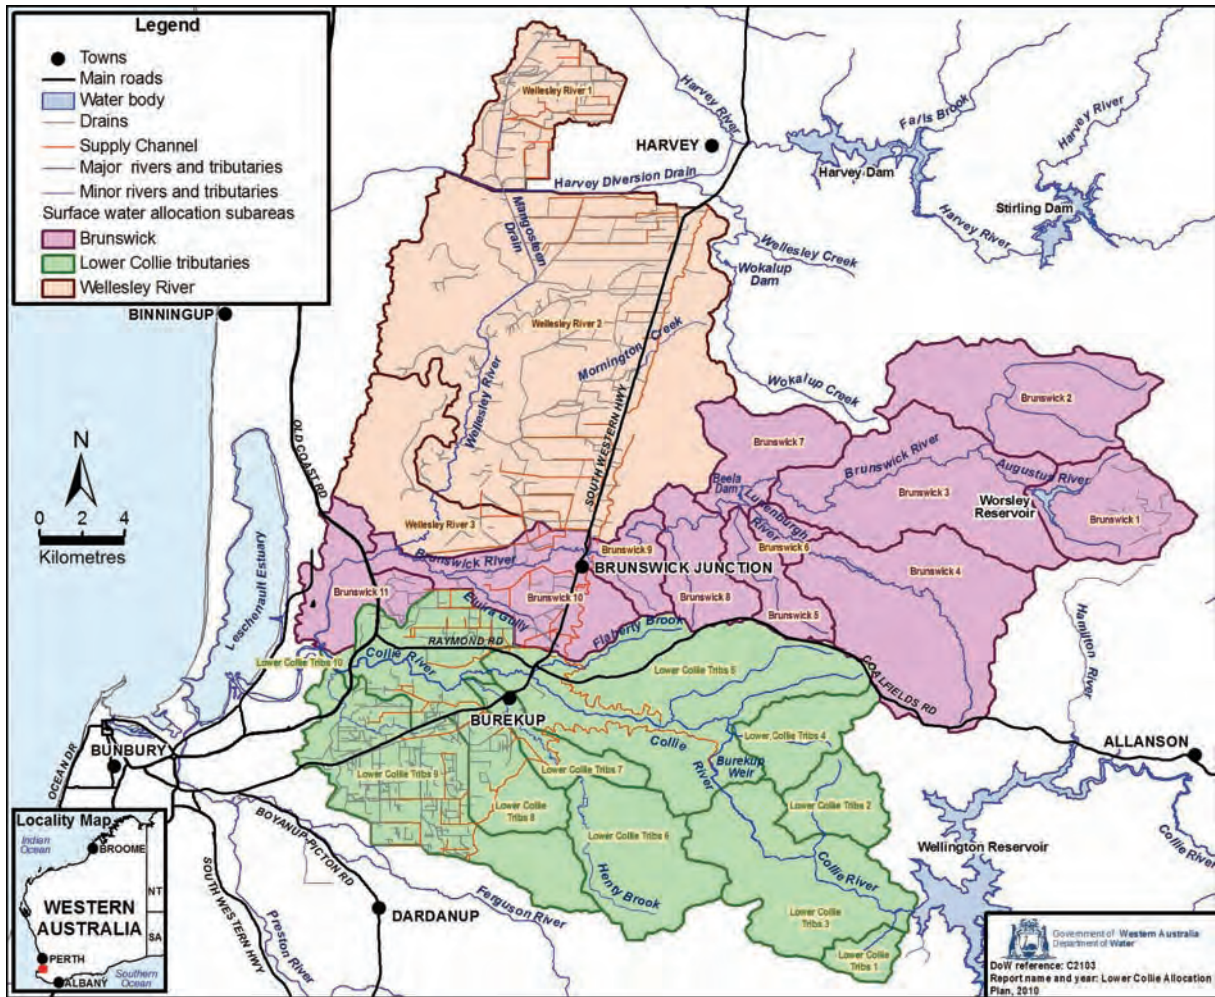 Legend
Towns
Main roads
Water body
Drains
Supply Channel
Major rivers and tributaries
Minor rivers and tributaries
Surface water allocation subareas
Brunswick
Lower Collie tributaries
Wellesley River
Wellesley River 1
Harvey River
HARVEY
Falls Brook
Harvey River
Harvey Dam
Harvey Diversion Drain
Stirling Dam
Harvey River
Mangosteen
Drain
Wellesley Creek
Wokalup
Dam
BINNINGUP
Wellesley River 2
Mornington Creek
Wokalup Creek
Wellesley River
SOUTH WESTERN HWY
OLD COAST RD
N
0 2 4
Kilometres
Brunswick 2
Brunswick 7
Brunswick River
Augustus River
Beela
Dam
Brunswick 3
Worsley
Reservoir
Lunenburgh
River
Brunswick 1
Wellesley River 3
Brunswick River
Brunswick 9
Brunswick 6
BRUNSWICK JUNCTION
Brunswick 4
Leschenault Estuary
Brunswick 11
Brunswick 10
Brunswick 8
Brunswick 5
Elvira Gully
Flaherty Brook
Hamilton River
RAYMOND RD
Lower Collie Tribs 10
Collie River
Lower Collie Tribs 5
COALFIELDS RD
BUREKUP
Collie
River
Lower Collie Tribs 4
Burekup
Weir
ALLANSON
OCEAN DR
BUNBURY
Lower Collie Tribs 9
Lower Collie Tribs 7
Lower Collie
Tribs 8
Lower Collie Tribs 2
Lower Collie Tribs 6
Collie River
Wellington Reservoir
Collie River
BOYANUP-PICTON RD
SOUTH WESTERN HWY
Preston River
DARDANUP
Ferguson River
Henty Brook
Lower Collie
Tribs 3
Lower Collie
Tribs 1
Locality Map
Indian
Ocean
BROOME
WESTERN
AUSTRALIA
NT
SA
PERTH
ALBANY
Southern
Ocean
Government of Western Australia
Department of Water
DoW reference: C2103
Report name and year: Lower Collie Allocation
Plan, 2010